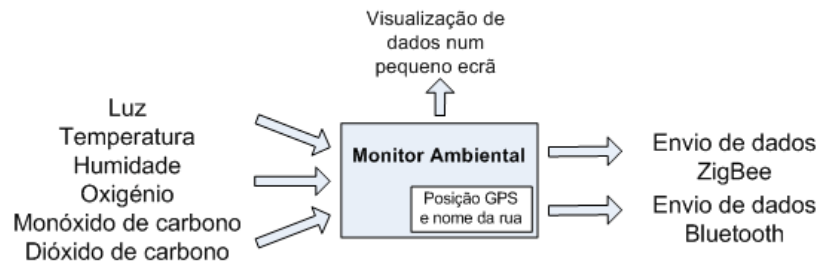 Visualização de
dados num
pequeno ecrã
Luz
Temperatura
Humidade
Oxigénio
Monóxido de carbono
Dióxido de carbono
Monitor Ambiental
Posição GPS
e nome da rua
Envio de dados
ZigBee
Envio de dados
Bluetooth